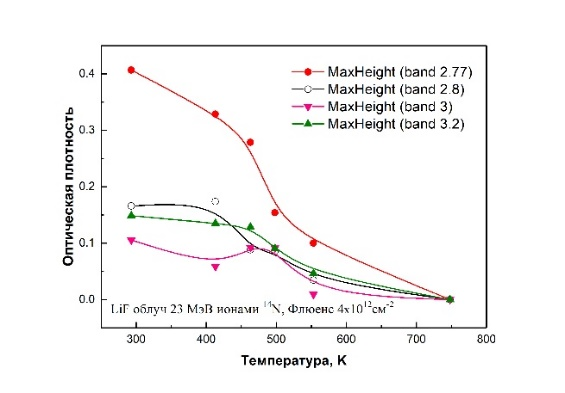 0.4
0.3
0.2
0.1
0.0
Оптическая плотность
MaxHeight (band 2.77)
MaxHeight (band 2.8)
MaxHeight (band 3)
MaxHeight (band 3.2)
LiF облуч 23 МэВ ионами ¹⁴N, Флюенс 4x10¹²см⁻²
300 400 500 600 700 800
Температура, K